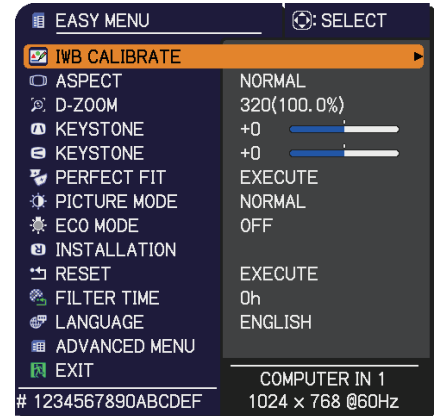 EASY MENU : SELECT
IWB CALIBRATE
ASPECT NORMAL
D-ZOOM 320(100.0%)
KEYSTONE +0
KEYSTONE +0
PERFECT FIT EXECUTE
PICTURE MODE NORMAL
ECO MODE OFF
INSTALLATION
RESET EXECUTE
FILTER TIME 0h
LANGUAGE ENGLISH
ADVANCED MENU
EXIT
COMPUTER IN 1
# 1234567890ABCDEF 1024 x 768 @60Hz